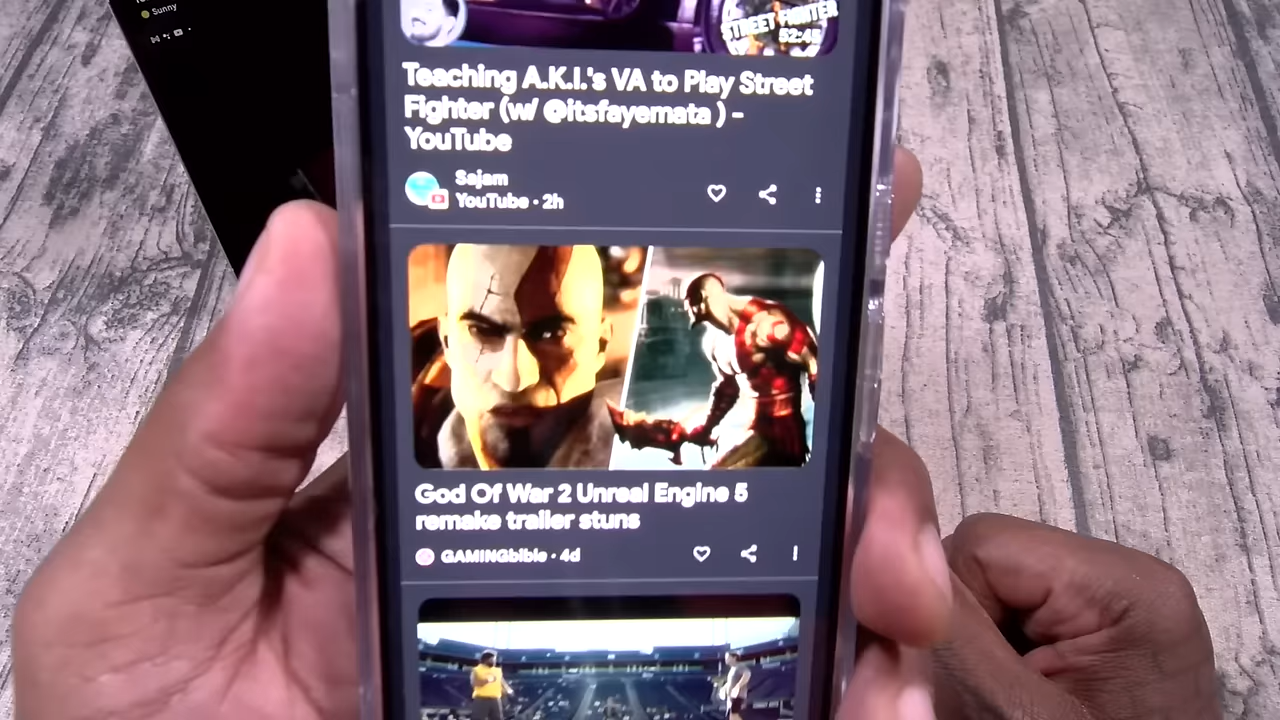 Sunny
STREET FIGHTER
52:45
Teaching A.K.I.'s VA to Play Street
Fighter (w/ @itsfayemata ) -
YouTube
Sajam
YouTube · 2h
God Of War 2 Unreal Engine 5
remake trailer stuns
GAMINGbible · 4d